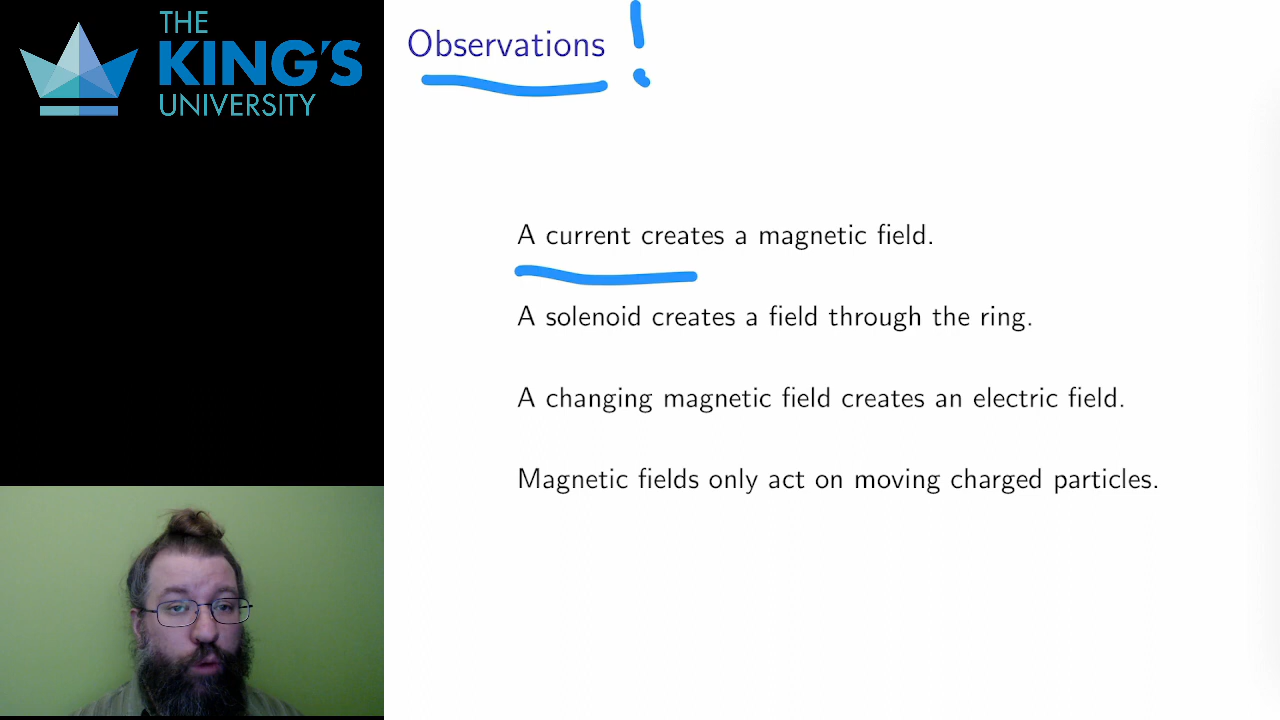 THE
KING'S
UNIVERSITY
Observations !
A current creates a magnetic field.
A solenoid creates a field through the ring.
A changing magnetic field creates an electric field.
Magnetic fields only act on moving charged particles.